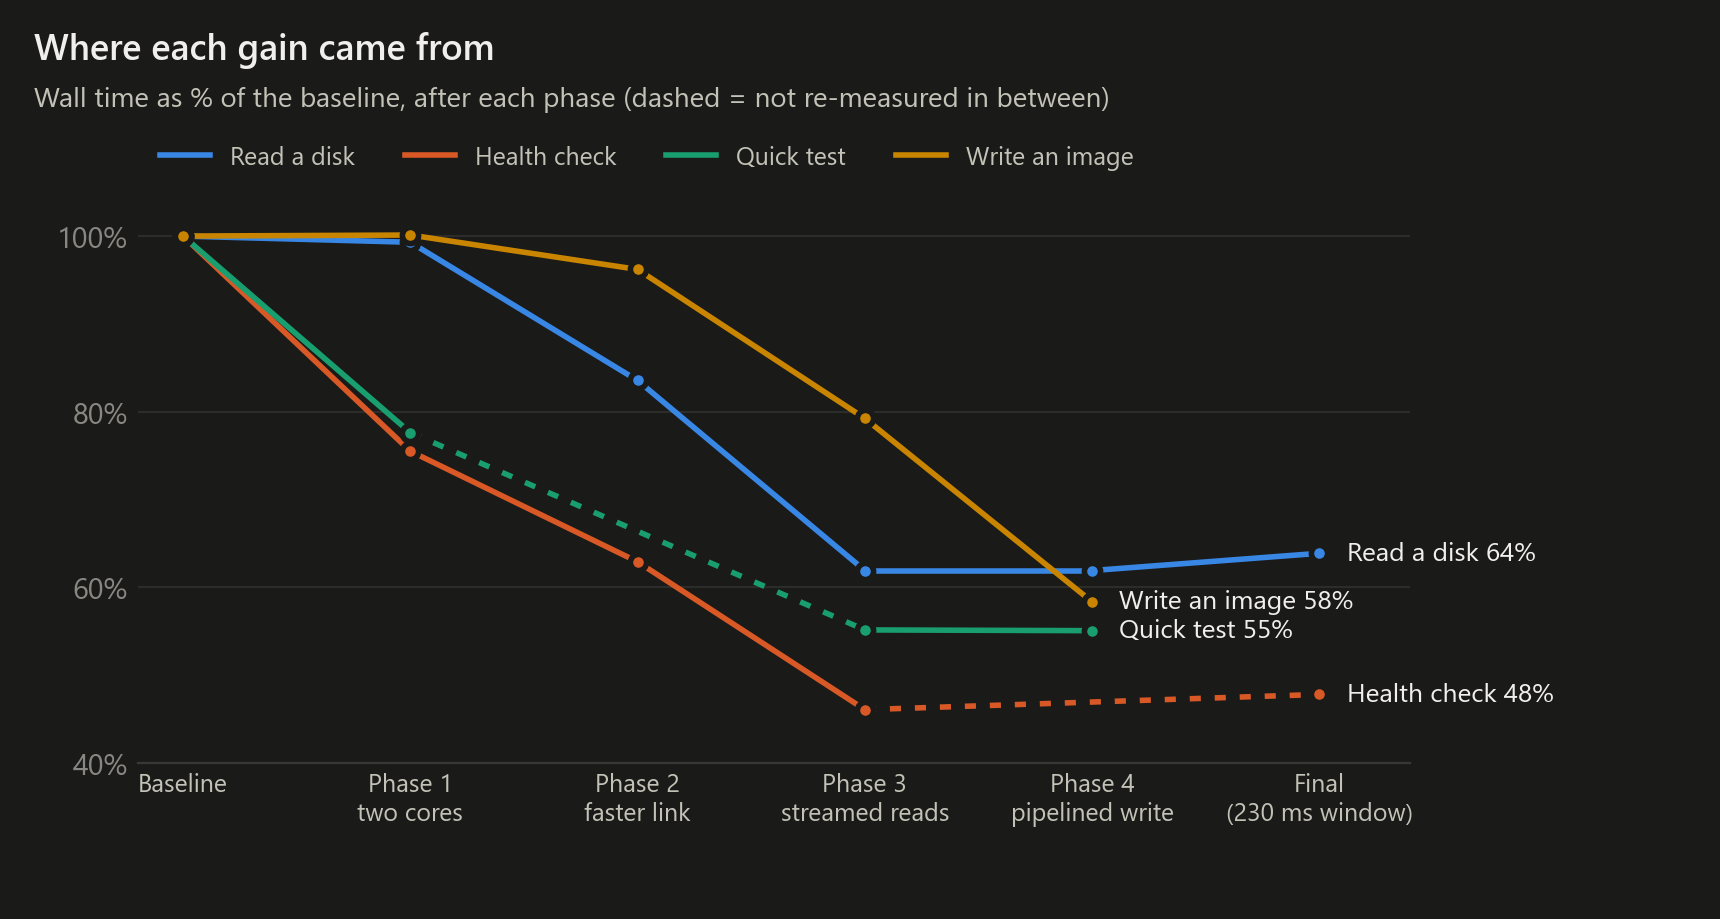 Where each gain came from
Wall time as % of the baseline, after each phase (dashed = not re-measured in between)
Read a disk
Health check
Quick test
Write an image
100%
80%
60%
40%
Read a disk 64%
Write an image 58%
Quick test 55%
Health check 48%
Baseline
Phase 1
two cores
Phase 2
faster link
Phase 3
streamed reads
Phase 4
pipelined write
Final
(230 ms window)